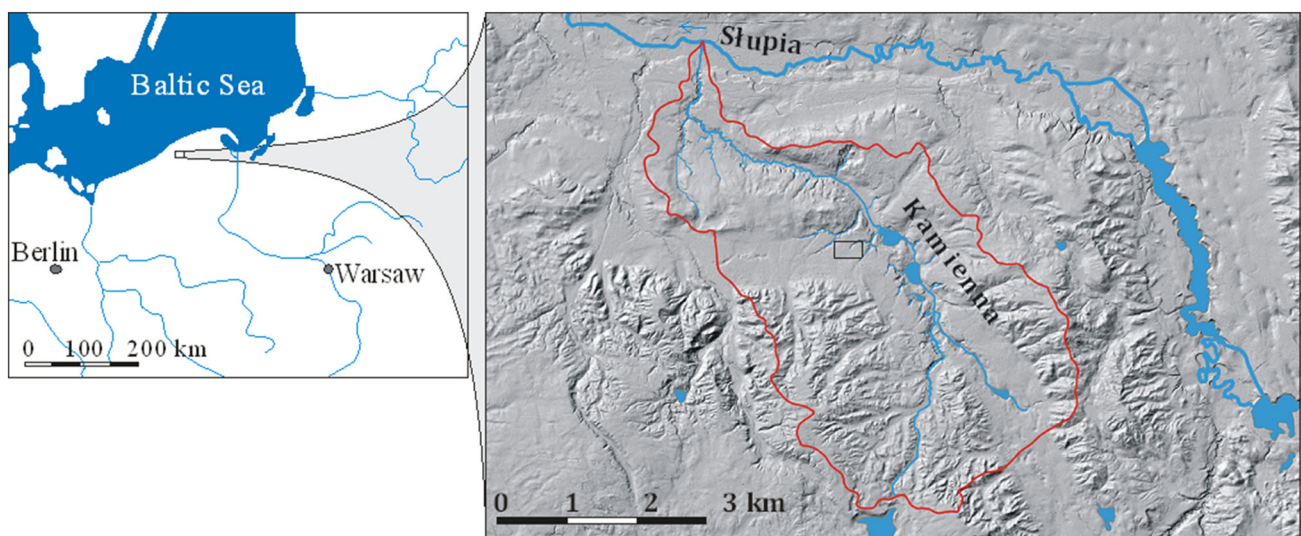 Baltic Sea
Berlin
Warsaw
0 100 200 km
Słupia
Kamienna
0 1 2 3 km